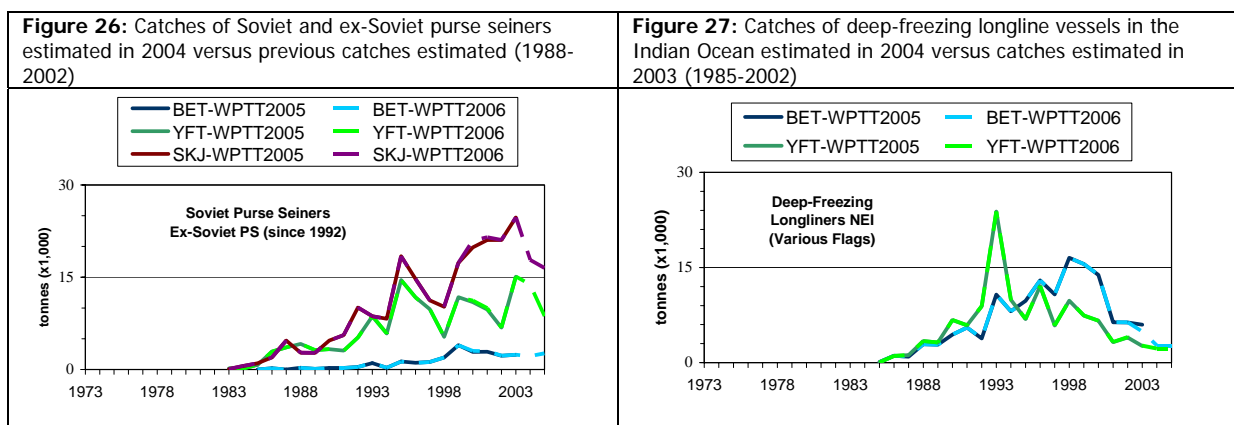 Figure 26: Catches of Soviet and ex-Soviet purse seiners
estimated in 2004 versus previous catches estimated (1988-
2002)
BET-WPTT2005 BET-WPTT2006
YFT-WPTT2005 YFT-WPTT2006
SKJ-WPTT2005 SKJ-WPTT2006
30
Soviet Purse Seiners
Ex-Soviet PS (since 1992)
15
tonnes (x1,000)
0
1973 1978 1983 1988 1993 1998 2003
Figure 27: Catches of deep-freezing longline vessels in the
Indian Ocean estimated in 2004 versus catches estimated in
2003 (1985-2002)
BET-WPTT2005 BET-WPTT2006
YFT-WPTT2005 YFT-WPTT2006
30
Deep-Freezing
Longliners NEI
(Various Flags)
15
tonnes (x1,000)
0
1973 1978 1983 1988 1993 1998 2003